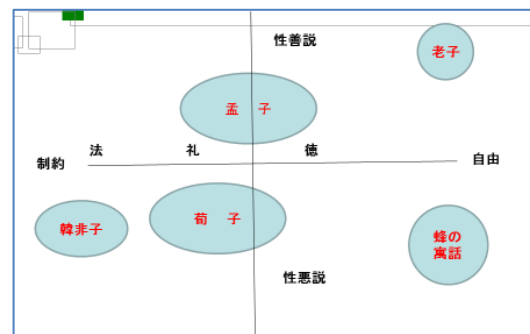 性善説
老子
孟 子
法 礼 徳
制約
自由
韓非子
荀 子
蜂の
寓話
性悪説